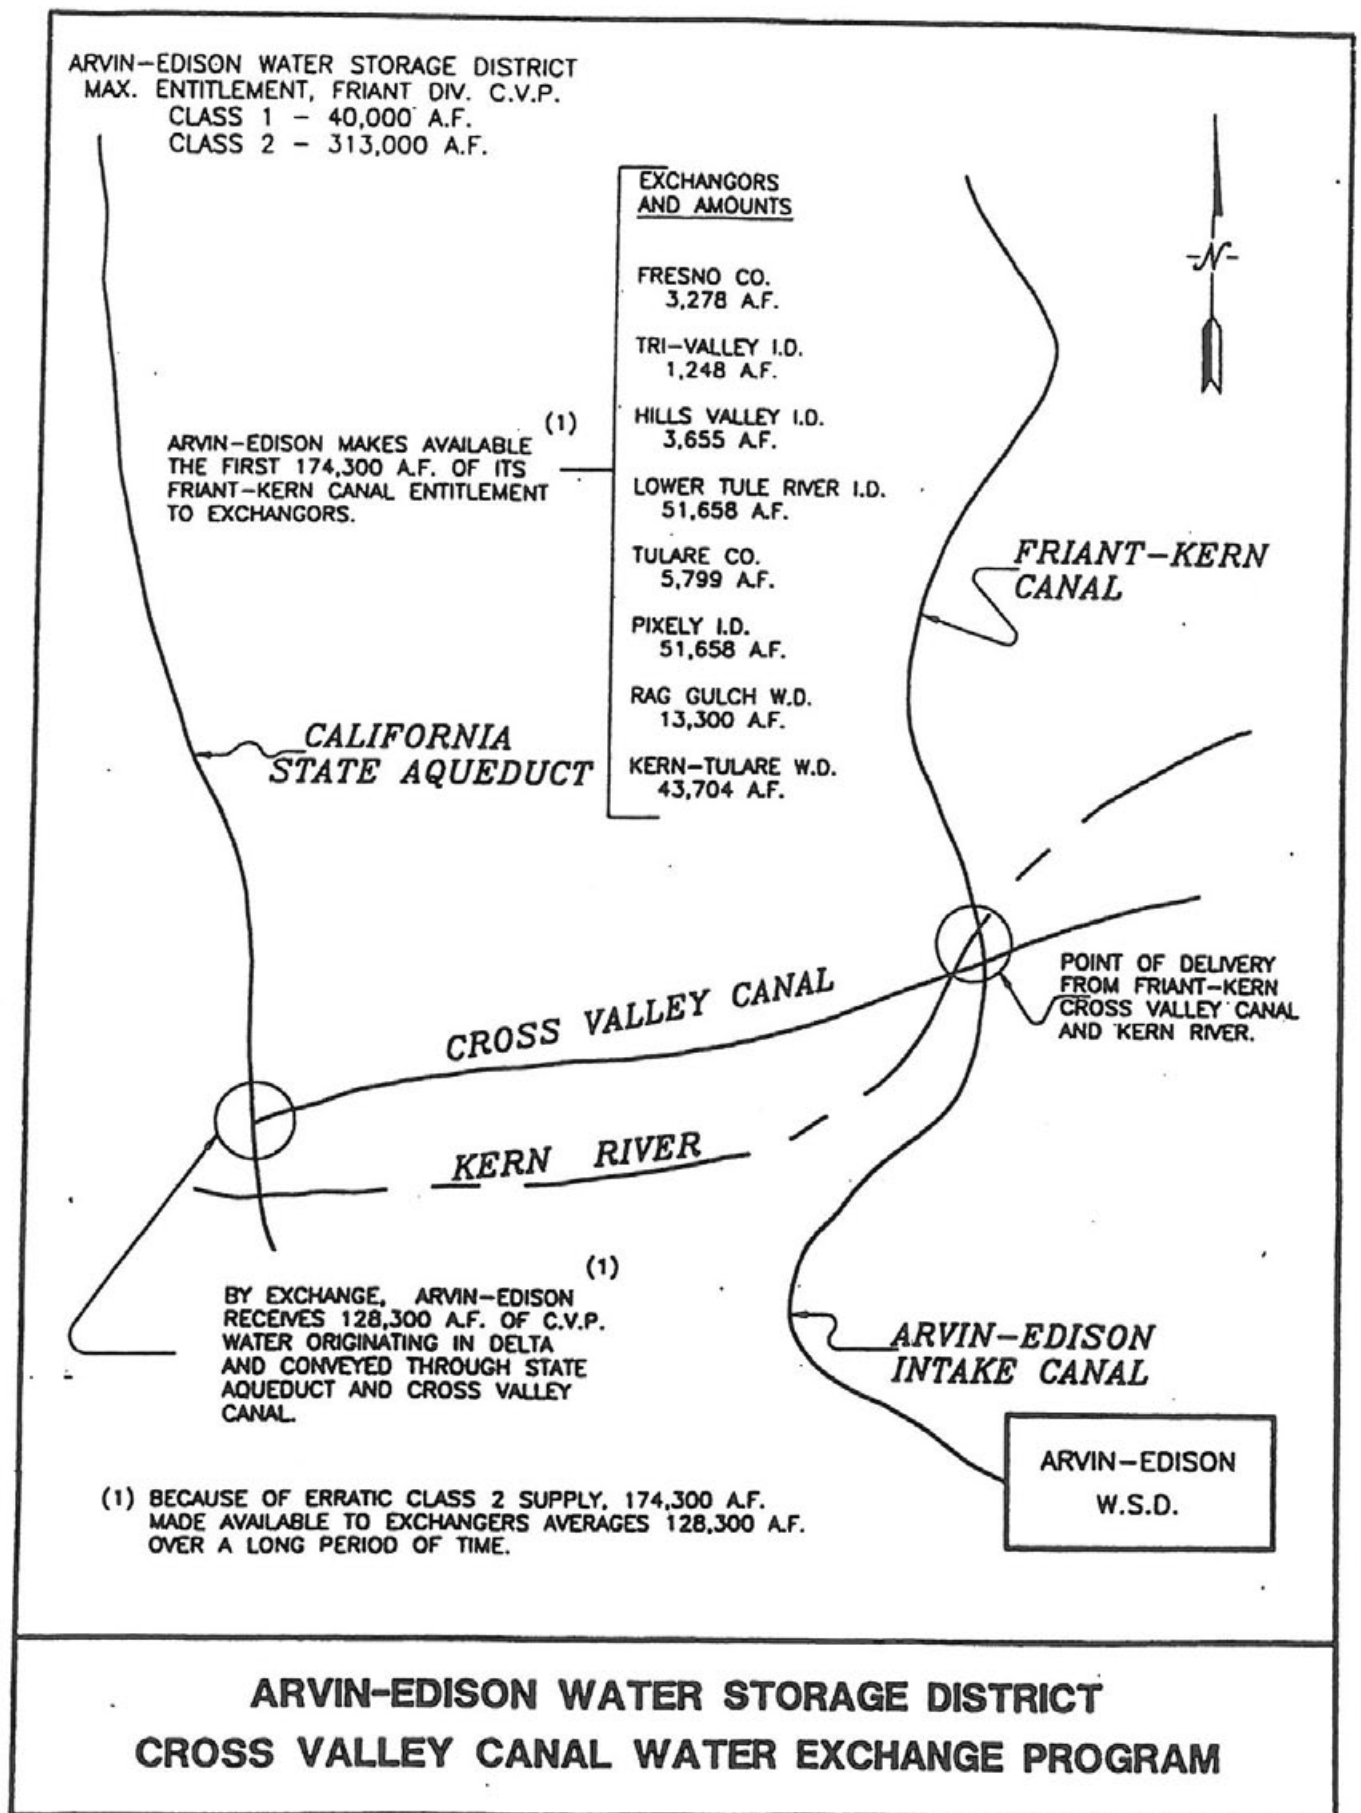 ARVIN-EDISON WATER STORAGE DISTRICT
MAX. ENTITLEMENT, FRIANT DIV. C.V.P.
CLASS 1 - 40,000 A.F.
CLASS 2 - 313,000 A.F.
EXCHANGORS
AND AMOUNTS
FRESNO CO.
3,278 A.F.
TRI-VALLEY I.D.
1,248 A.F.
HILLS VALLEY I.D.
3,655 A.F.
LOWER TULE RIVER I.D.
51,658 A.F.
TULARE CO.
5,799 A.F.
PIXELY I.D.
51,658 A.F.
RAG GULCH W.D.
13,300 A.F.
KERN-TULARE W.D.
43,704 A.F.
N
(1)
ARVIN-EDISON MAKES AVAILABLE
THE FIRST 174,300 A.F. OF ITS
FRIANT-KERN CANAL ENTITLEMENT
TO EXCHANGORS.
FRIANT-KERN
CANAL
CALIFORNIA
STATE AQUEDUCT
CROSS VALLEY CANAL
POINT OF DELIVERY
FROM FRIANT-KERN
CROSS VALLEY CANAL
AND KERN RIVER.
KERN RIVER
(1)
BY EXCHANGE, ARVIN-EDISON
RECEIVES 128,300 A.F. OF C.V.P.
WATER ORIGINATING IN DELTA
AND CONVEYED THROUGH STATE
AQUEDUCT AND CROSS VALLEY
CANAL.
ARVIN-EDISON
INTAKE CANAL
ARVIN-EDISON
W.S.D.
(1) BECAUSE OF ERRATIC CLASS 2 SUPPLY, 174,300 A.F.
MADE AVAILABLE TO EXCHANGERS AVERAGES 128,300 A.F.
OVER A LONG PERIOD OF TIME.
ARVIN-EDISON WATER STORAGE DISTRICT
CROSS VALLEY CANAL WATER EXCHANGE PROGRAM